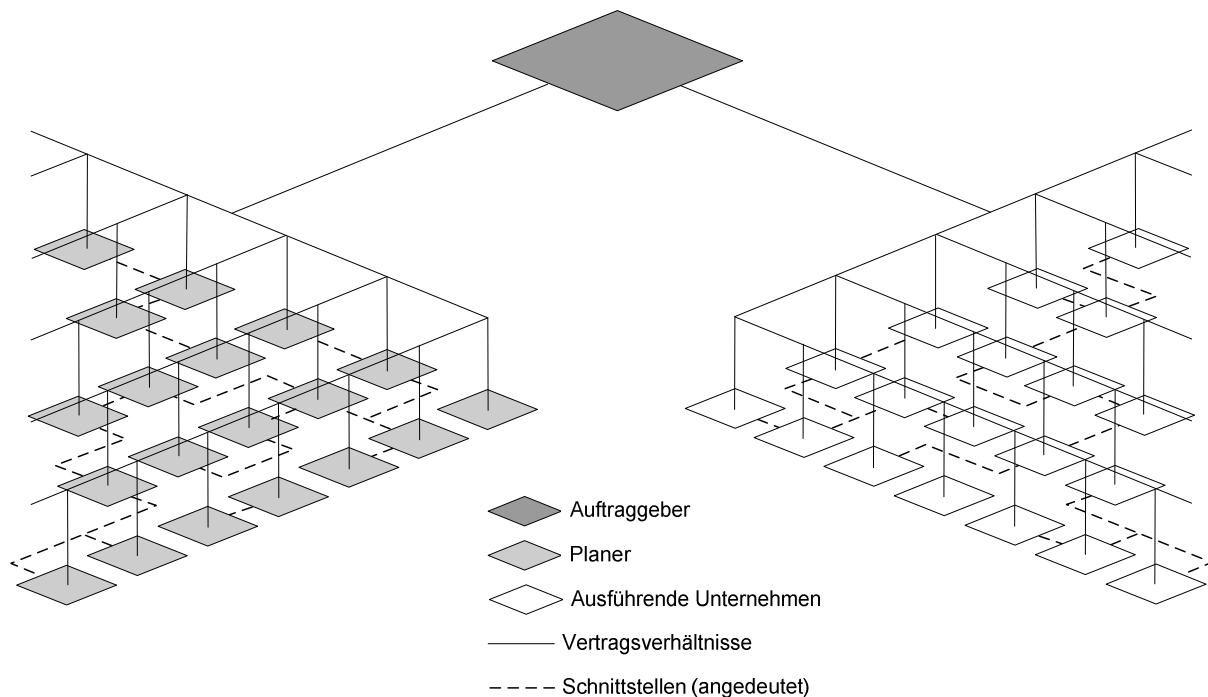 Auftraggeber
Planer
Ausführende Unternehmen
Vertragsverhältnisse
Schnittstellen (angedeutet)